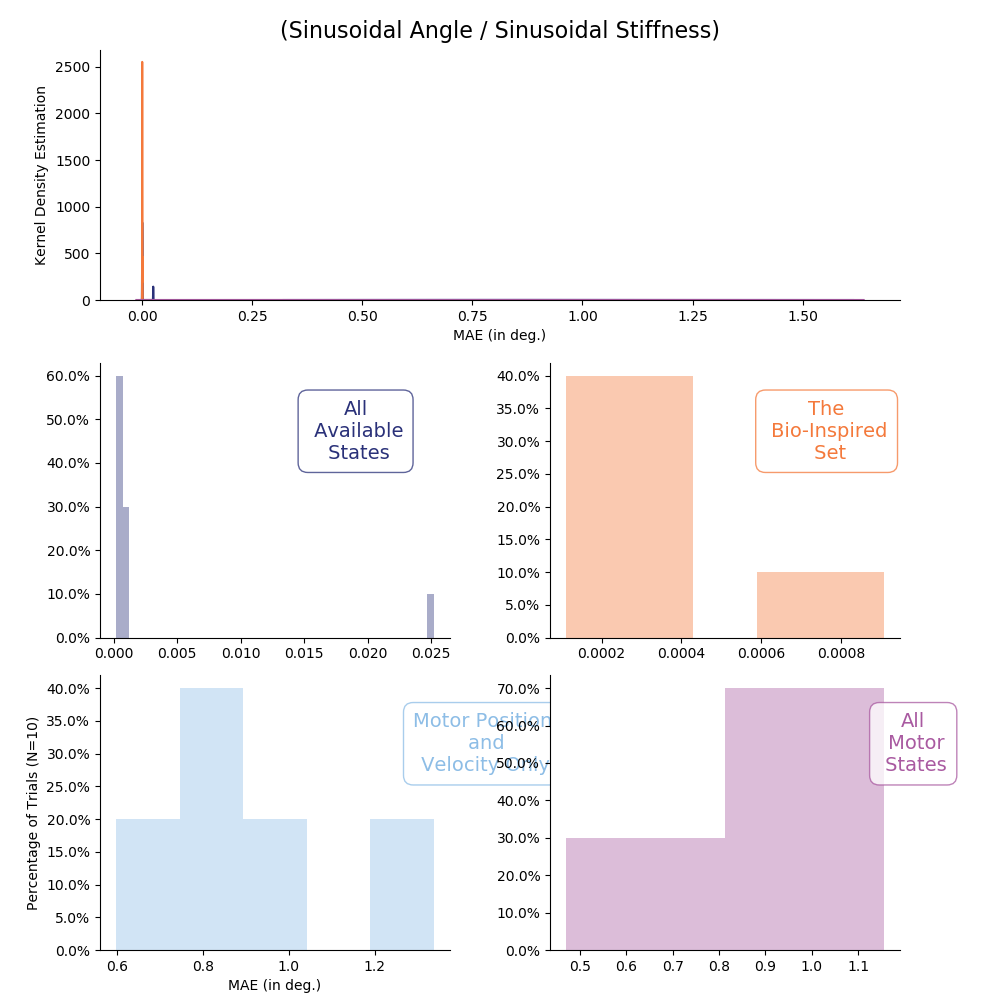 (Sinusoidal Angle / Sinusoidal Stiffness)
Kernel Density Estimation
2500
2000
1500
1000
500
0
0.00 0.25 0.50 0.75 1.00 1.25 1.50
MAE (in deg.)
60.0%
50.0%
40.0%
30.0%
20.0%
10.0%
0.0%
All
Available
States
0.000 0.005 0.010 0.015 0.020 0.025
40.0%
35.0%
30.0%
25.0%
20.0%
15.0%
10.0%
5.0%
0.0%
The
Bio-Inspired
Set
0.0002 0.0004 0.0006 0.0008
Percentage of Trials (N=10)
40.0%
35.0%
30.0%
25.0%
20.0%
15.0%
10.0%
5.0%
0.0%
Motor Position
and
Velocity Only
0.6 0.8 1.0 1.2
MAE (in deg.)
70.0%
60.0%
50.0%
40.0%
30.0%
20.0%
10.0%
0.0%
All
Motor
States
0.5 0.6 0.7 0.8 0.9 1.0 1.1